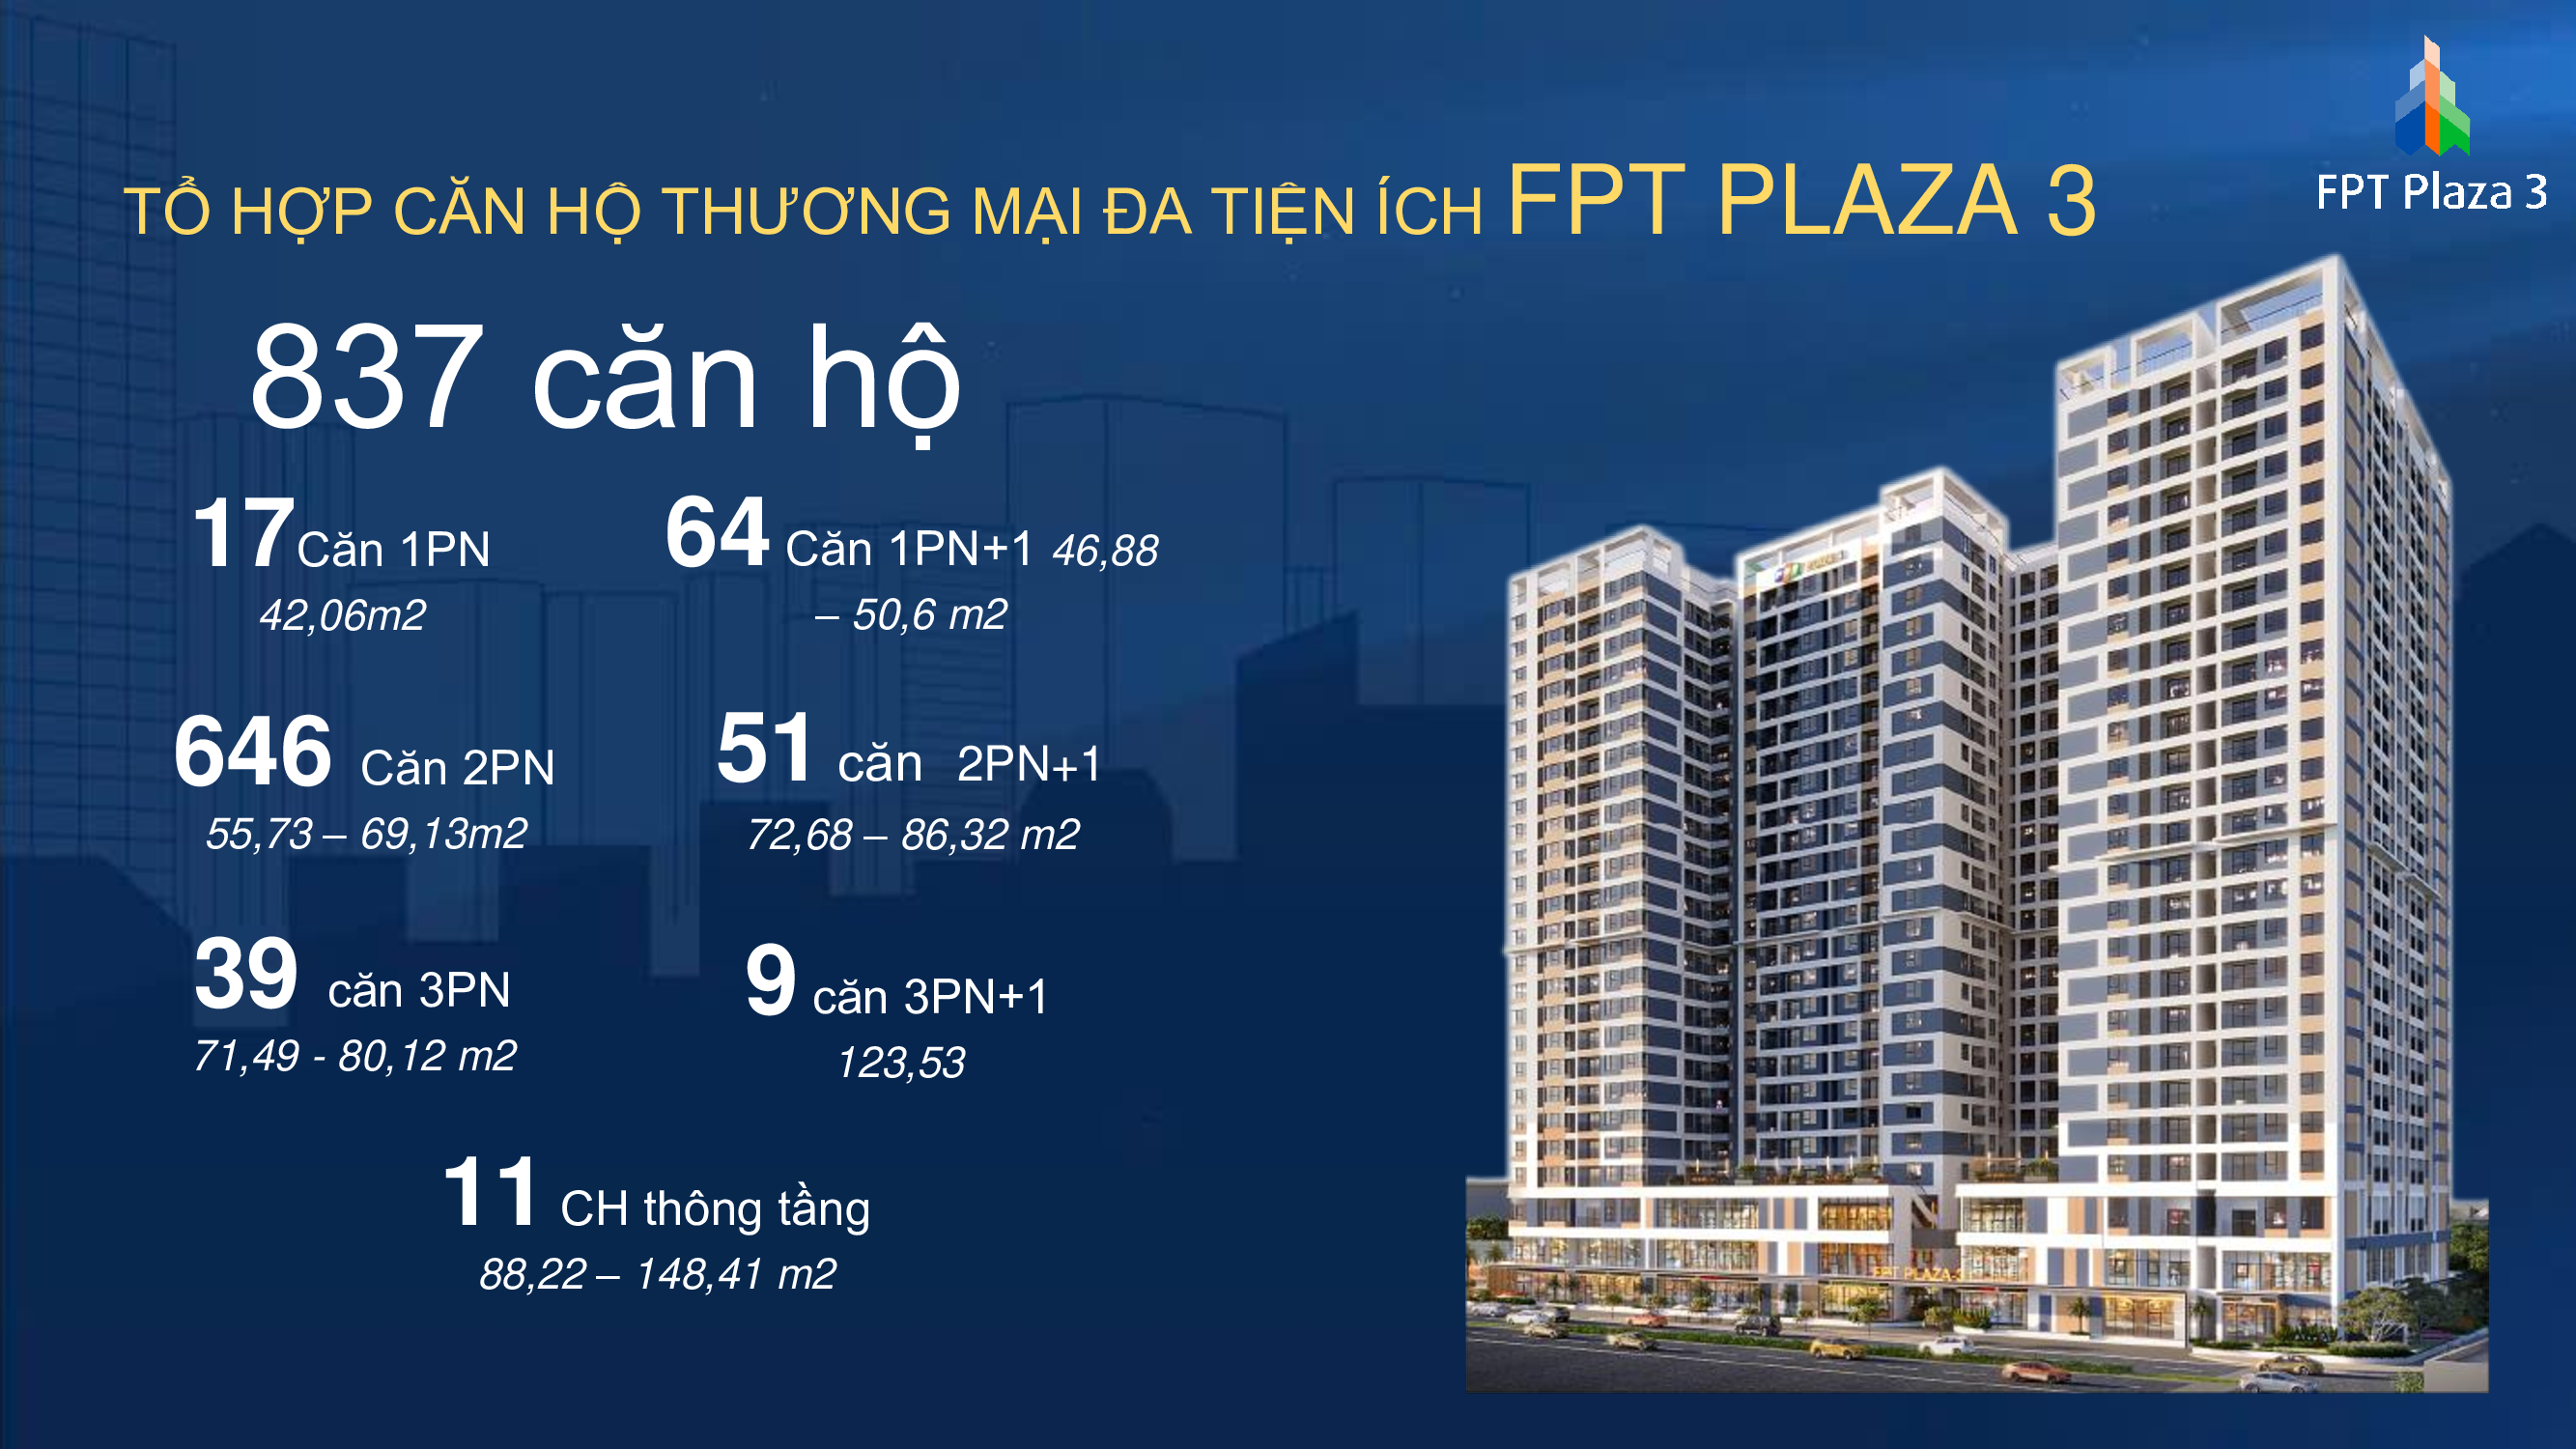 FPT Plaza 3
TỔ HỢP CĂN HỘ THƯƠNG MẠI ĐA TIỆN ÍCH FPT PLAZA 3
837 căn hộ
17 Căn 1PN
42,06m2
64 Căn 1PN+1 46,88
– 50,6 m2
646 Căn 2PN
55,73 – 69,13m2
51 căn 2PN+1
72,68 – 86,32 m2
39 căn 3PN
71,49 - 80,12 m2
9 căn 3PN+1
123,53
11 CH thông tầng
88,22 – 148,41 m2
FPT PLAZA